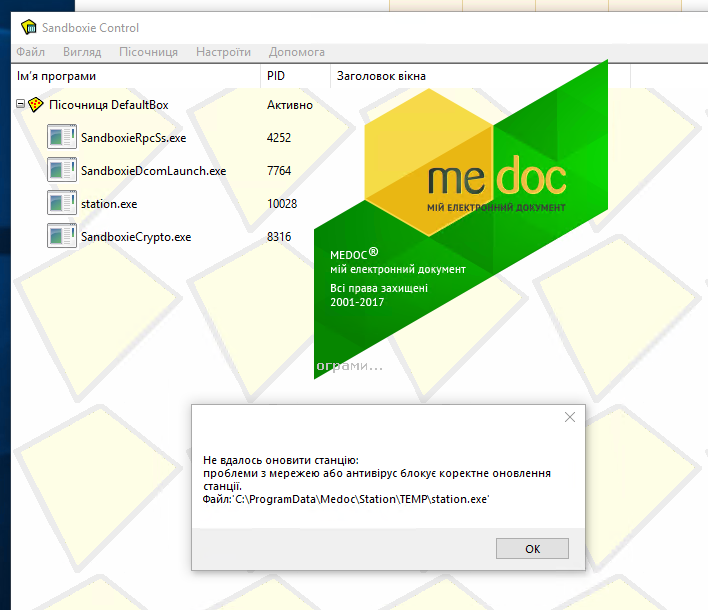 Sandboxie Control
Файл Вигляд Пісочниця Настроїти Допомога
Ім'я програми PID Заголовок вікна
Пісочниця DefaultBox Активно
SandboxieRpcSs.exe 4252
SandboxieDcomLaunch.exe 7764
station.exe 10028
SandboxieCrypto.exe 8316
me doc
МІЙ ЕЛЕКТРОННИЙ ДОКУМЕНТ
MEDOC®
мій електронний документ
Всі права захищені
2001-2017
ограми...
Не вдалось оновити станцію:
проблеми з мережею або антивірус блокує коректне оновлення
станції.
Файл:'C:\ProgramData\Medoc\Station\TEMP\station.exe'
OK